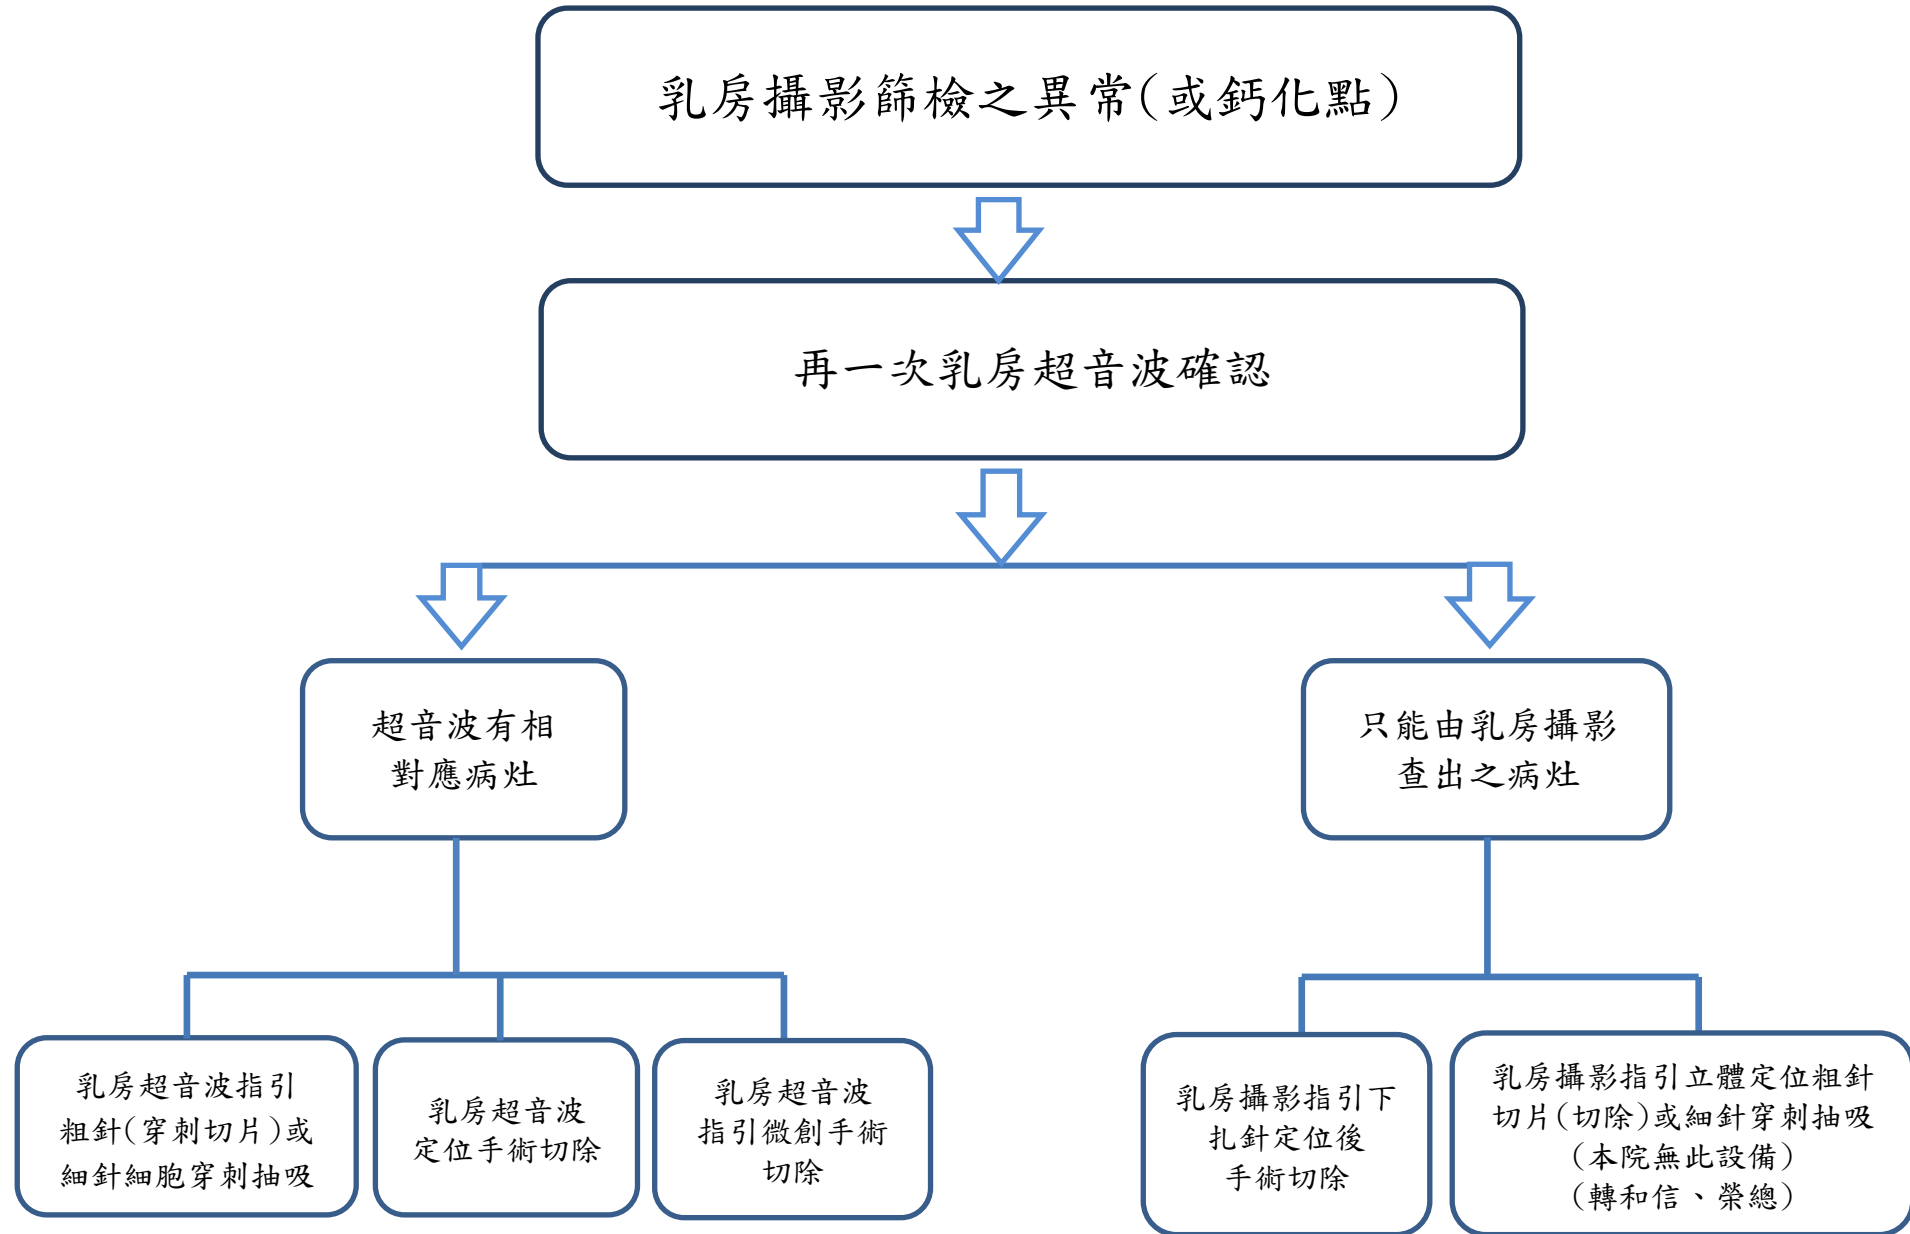 乳房攝影篩檢之異常(或鈣化點)
再一次乳房超音波確認
超音波有相
對應病灶
只能由乳房攝影
查出之病灶
乳房超音波指引
粗針(穿刺切片)或
細針細胞穿刺抽吸
乳房超音波
定位手術切除
乳房超音波
指引微創手術
切除
乳房攝影指引下
扎針定位後
手術切除
乳房攝影指引立體定位粗針
切片(切除)或細針穿刺抽吸
(本院無此設備)
(轉和信、榮總)